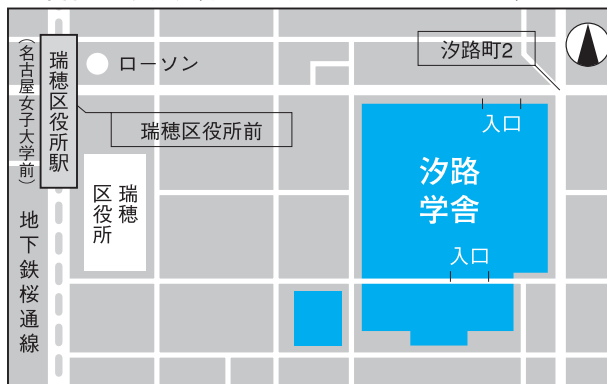 瑞穂区役所駅
(名古屋女子大学前)
ローソン
汐路町2
瑞穂区役所前
入口
汐路
学舎
瑞穂
区役所
入口
地下鉄桜通線